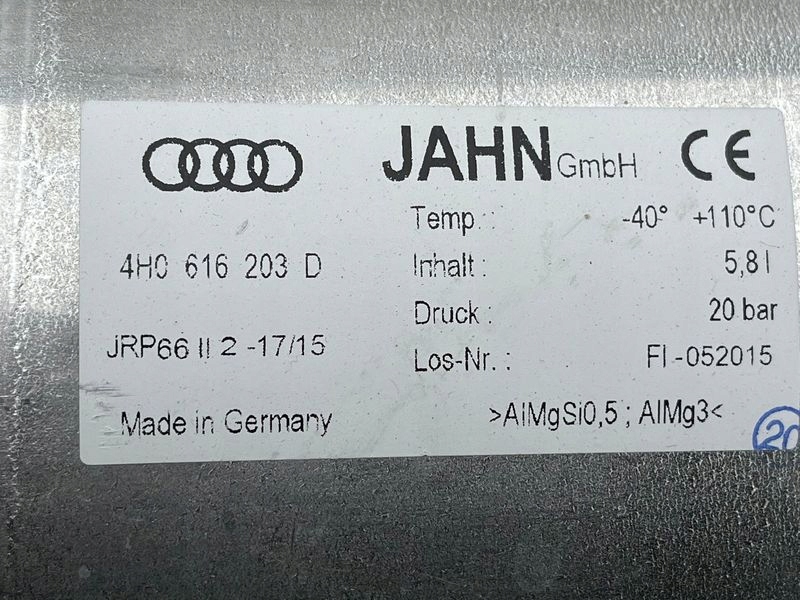 JAHN GmbH CE
Temp.: -40° +110°C
4H0 616 203 D
Inhalt: 5,8 l
Druck: 20 bar
JRP66 II 2 -17/15
Los-Nr.: FI-052015
Made in Germany
>AlMgSi0,5 ; AlMg3<
20